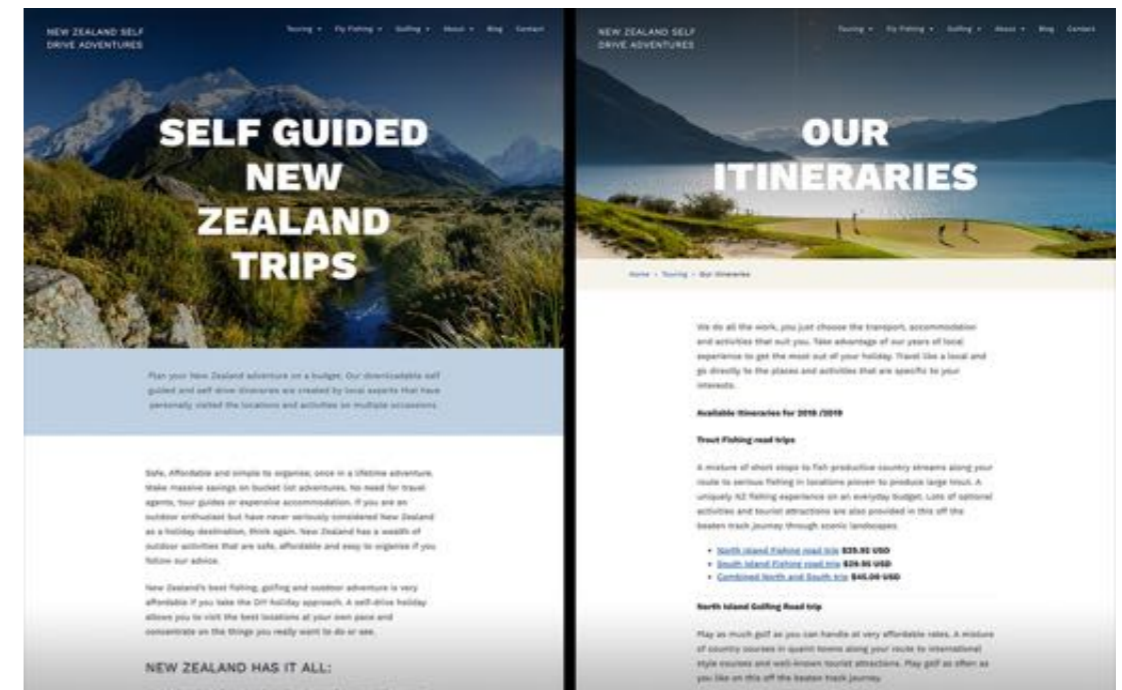 NEW ZEALAND SELF
DRIVE ADVENTURES
Touring Fly Fishing Golfing About Blog Contact
SELF GUIDED
NEW
ZEALAND
TRIPS
Plan your New Zealand adventure on a budget. Our downloadable self
guided and self drive itineraries are created by local experts that have
personally visited the locations and activities on multiple occasions.
Safe, Affordable and simple to organise, once in a lifetime adventure.
Make massive savings on bucket list adventures. No need for travel
agents, tour guides or expensive accommodation. If you are an
outdoor enthusiast but have never seriously considered New Zealand
as a holiday destination, think again. New Zealand has a wealth of
outdoor activities that are safe, affordable and easy to organise if you
follow our advice.
New Zealand's best fishing, golfing and outdoor adventure is very
affordable if you take the DIY holiday approach. A self-drive holiday
allows you to visit the best locations at your own pace and
concentrate on the things you really want to do or see.
NEW ZEALAND HAS IT ALL:
NEW ZEALAND SELF
DRIVE ADVENTURES
Touring Fly Fishing Golfing About Blog Contact
OUR
ITINERARIES
Home › Touring › Our Itineraries
We do all the work, you just choose the transport, accommodation
and activities that suit you. Take advantage of our years of local
experience to get the most out of your holiday. Travel like a local and
go directly to the places and activities that are specific to your
interests.
Available Itineraries for 2018 /2019
Trout Fishing road trips
A mixture of short stops to fish productive country streams along your
route to serious fishing in locations proven to produce large trout. A
uniquely NZ fishing experience on an everyday budget. Lots of optional
activities and tourist attractions are also provided in this off the
beaten track journey through scenic landscapes.
• North Island Fishing road trip USD
• South Island Fishing road trip USD
• Combined North and South trip USD
North Island Golfing Road trip
Play as much golf as you can handle at very affordable rates. A mixture
of country courses in quaint towns along your route to international
style courses and well-known tourist attractions. Play golf as often as
you like on this off the beaten track journey.